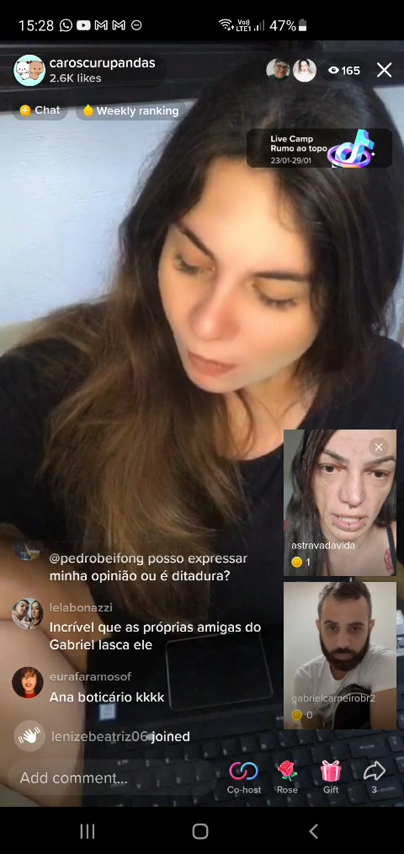 15:28
Vo))
LTE1
47%
caroscurupandas
2.6K likes
165
Chat
Weekly ranking
Live Camp
Rumo ao topo
23/01-29/01
astravadavida
1
@pedrobeifong posso expressar
minha opinião ou é ditadura?
lelabonazzi
Incrível que as próprias amigas do
Gabriel lasca ele
eurafaramosof
Ana boticário kkkk
gabrielcarneirobr2
0
lenizebeatriz06 joined
Add comment...
Co-host
Rose
Gift
3